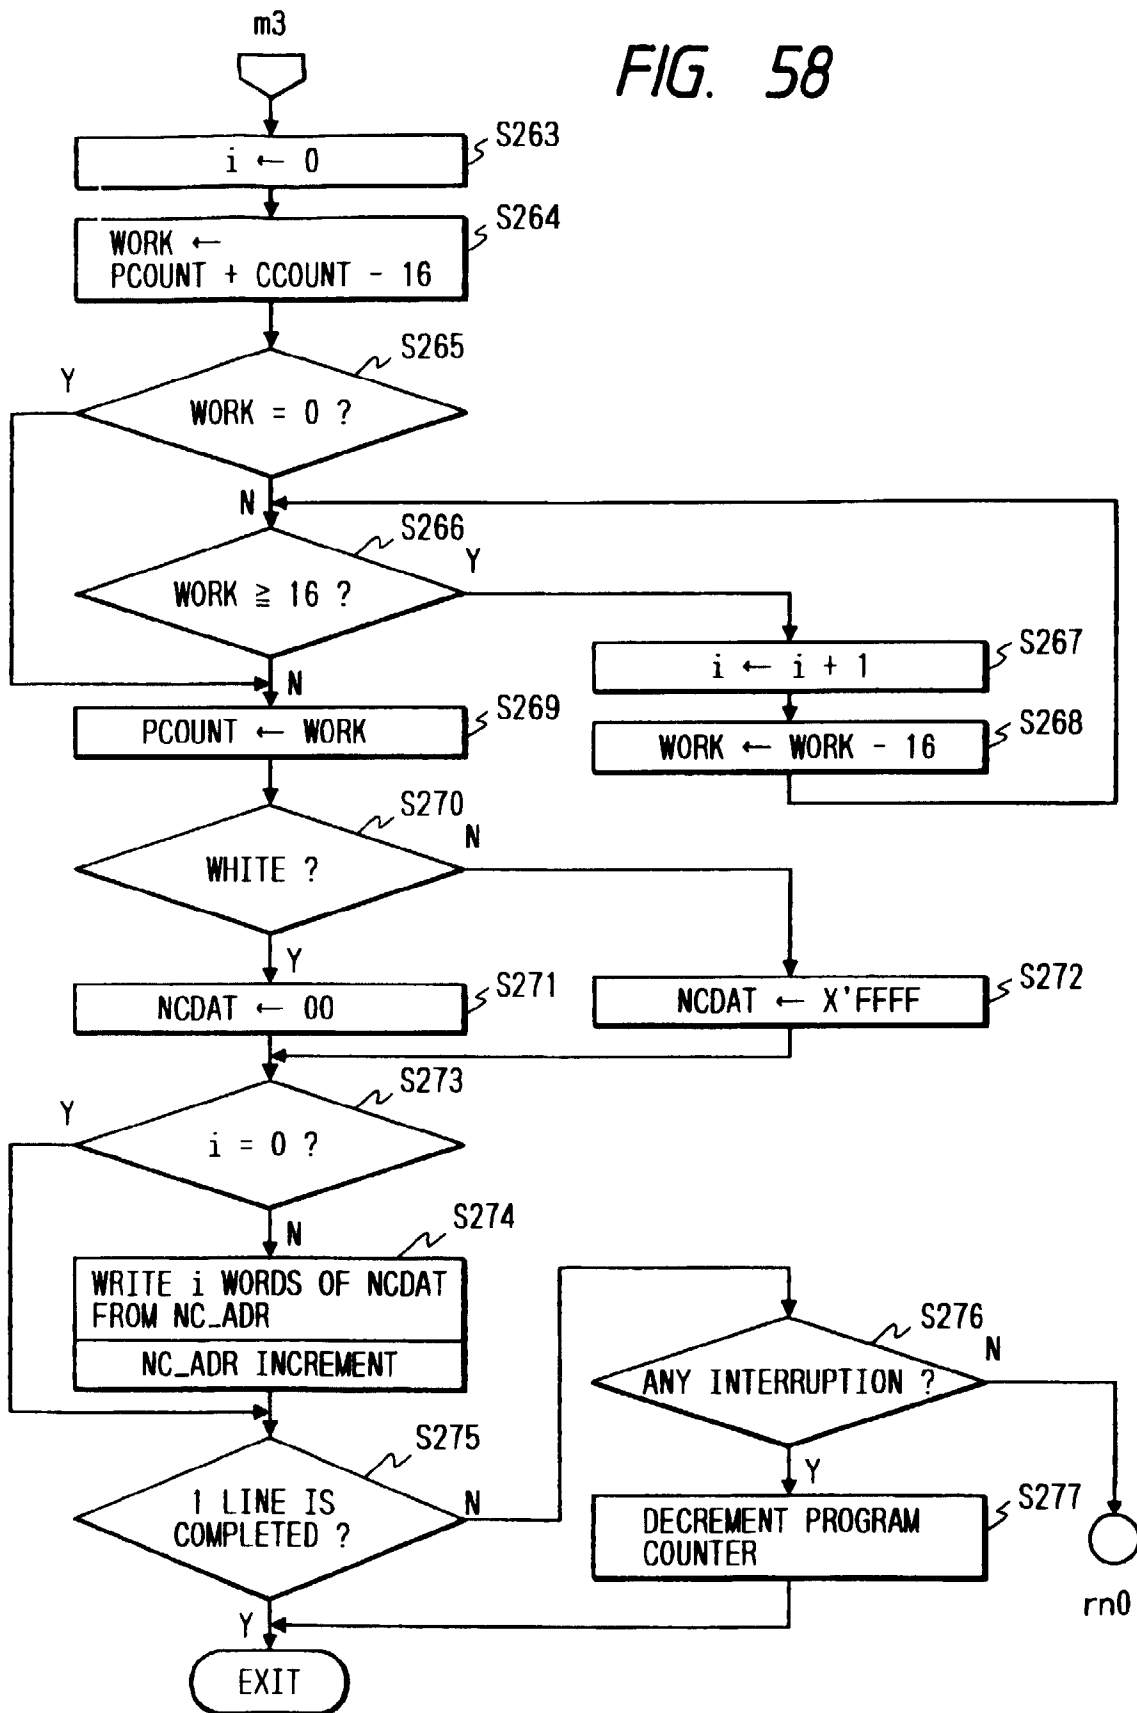 m3
FIG. 58
S263
i ← 0
S264
WORK ←
PCOUNT + CCOUNT - 16
S265
Y
WORK = 0 ?
N
S266
Y
WORK ≧ 16 ?
N
S267
i ← i + 1
S268
WORK ← WORK - 16
S269
PCOUNT ← WORK
S270
N
WHITE ?
Y
S271
NCDAT ← 00
S272
NCDAT ← X'FFFF
S273
Y
i = 0 ?
N
S274
WRITE i WORDS OF NCDAT
FROM NC_ADR
NC_ADR INCREMENT
S275
1 LINE IS
COMPLETED ?
N
Y
S276
N
ANY INTERRUPTION ?
Y
S277
DECREMENT PROGRAM
COUNTER
rn0
EXIT